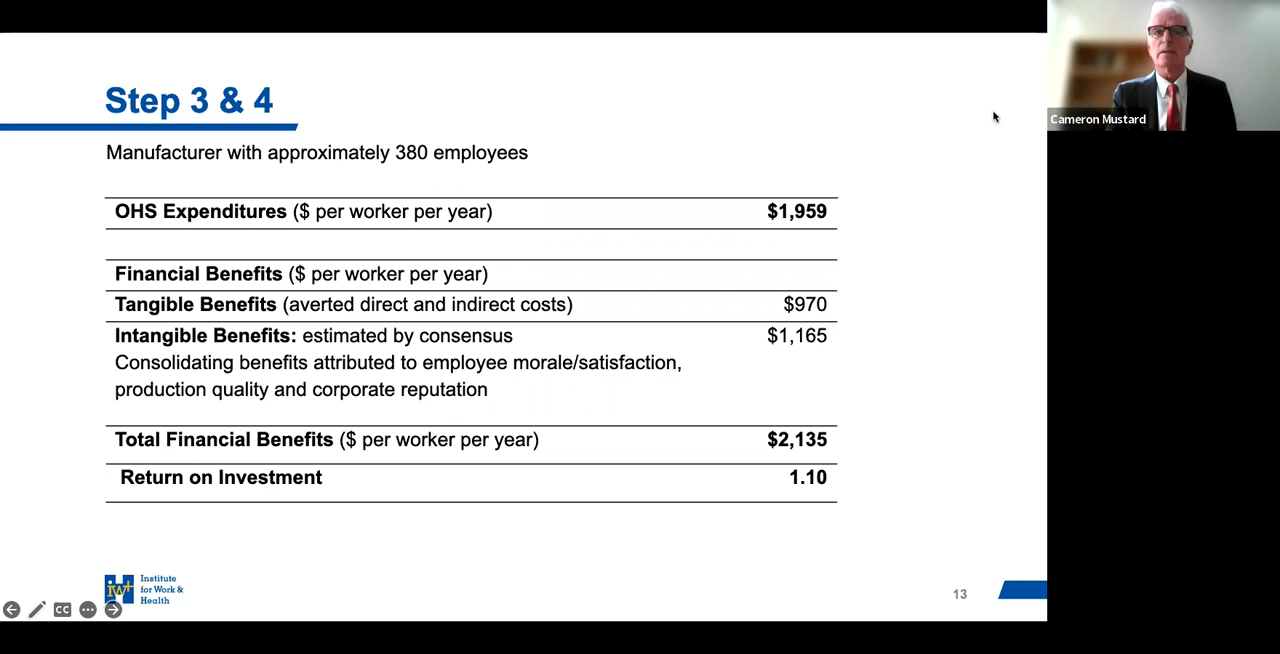 Step 3 & 4
Manufacturer with approximately 380 employees
OHS Expenditures ($ per worker per year) $1,959
Financial Benefits ($ per worker per year)
Tangible Benefits (averted direct and indirect costs) $970
Intangible Benefits: estimated by consensus $1,165
Consolidating benefits attributed to employee morale/satisfaction,
production quality and corporate reputation
Total Financial Benefits ($ per worker per year) $2,135
Return on Investment 1.10
iw+
Institute
for Work &
Health
13
CC
Cameron Mustard